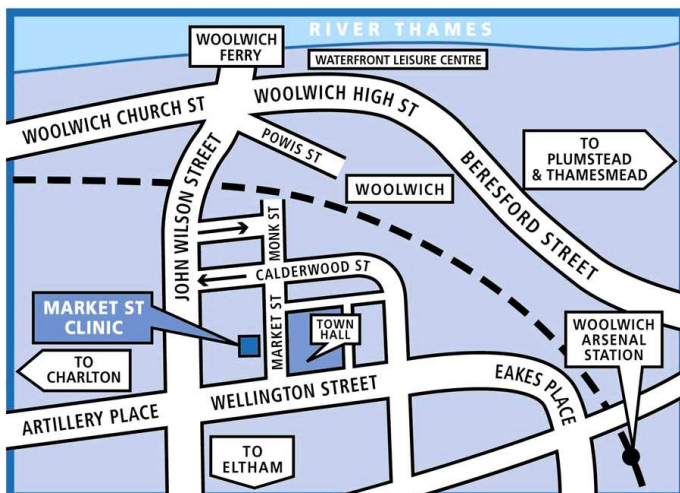 RIVER THAMES
WOOLWICH
FERRY
WATERFRONT LEISURE CENTRE
WOOLWICH CHURCH ST
WOOLWICH HIGH ST
POWIS ST
TO
PLUMSTEAD
& THAMESMEAD
WOOLWICH
BERESFORD STREET
JOHN WILSON STREET
MONK ST
CALDERWOOD ST
MARKET ST
CLINIC
MARKET ST
TOWN
HALL
WOOLWICH
ARSENAL
STATION
TO
CHARLTON
WELLINGTON STREET
EAKES PLACE
ARTILLERY PLACE
TO
ELTHAM